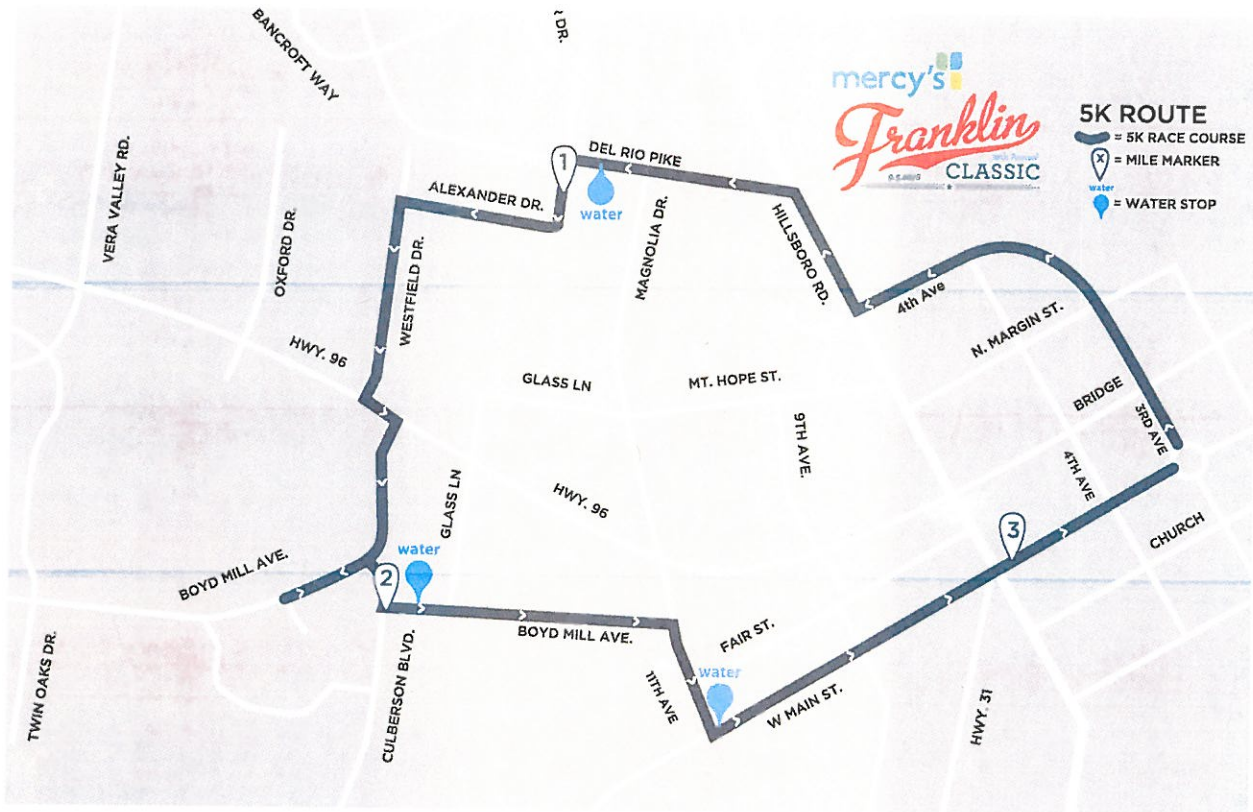 BANCROFT WAY
DR.
mercy's
Franklin
CLASSIC
5K ROUTE
= 5K RACE COURSE
X
= MILE MARKER
water
= WATER STOP
VERA VALLEY RD.
OXFORD DR.
ALEXANDER DR.
1
DEL RIO PIKE
water
MAGNOLIA DR.
HILLSBORO RD.
WESTFIELD DR.
4th Ave
N. MARGIN ST.
HWY. 96
GLASS LN
MT. HOPE ST.
BRIDGE
3RD AVE
9TH AVE.
4TH AVE
GLASS LN
HWY. 96
CHURCH
3
BOYD MILL AVE.
water
2
BOYD MILL AVE.
FAIR ST.
water
11TH AVE
W MAIN ST.
TWIN OAKS DR.
CULBERSON BLVD.
HWY. 31